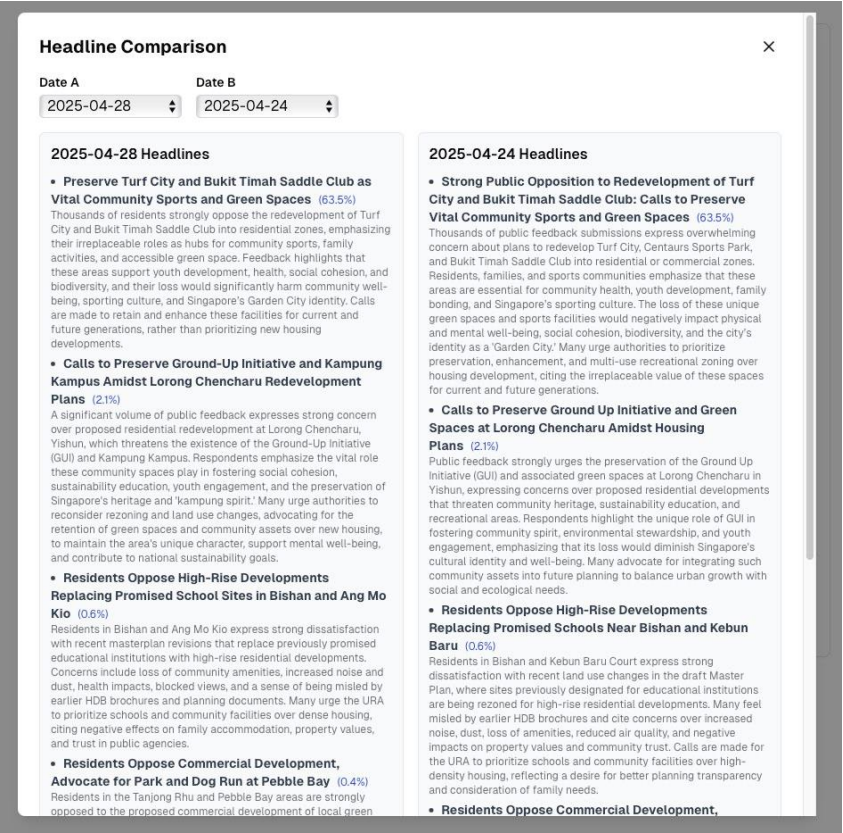 Headline Comparison
Date A
Date B
2025-04-28
2025-04-24
2025-04-28 Headlines
• Preserve Turf City and Bukit Timah Saddle Club as
Vital Community Sports and Green Spaces (63.5%)
Thousands of residents strongly oppose the redevelopment of Turf
City and Bukit Timah Saddle Club into residential zones, emphasizing
their irreplaceable roles as hubs for community sports, family
activities, and accessible green space. Feedback highlights that
these areas support youth development, health, social cohesion, and
biodiversity, and their loss would significantly harm community well-
being, sporting culture, and Singapore's Garden City identity. Calls
are made to retain and enhance these facilities for current and
future generations, rather than prioritizing new housing
developments.
• Calls to Preserve Ground-Up Initiative and Kampung
Kampus Amidst Lorong Chencharu Redevelopment
Plans (2.1%)
A significant volume of public feedback expresses strong concern
over proposed residential redevelopment at Lorong Chencharu,
Yishun, which threatens the existence of the Ground-Up Initiative
(GUI) and Kampung Kampus. Respondents emphasize the vital role
these community spaces play in fostering social cohesion,
sustainability education, youth engagement, and the preservation of
Singapore's heritage and 'kampung spirit.' Many urge authorities to
reconsider rezoning and land use changes, advocating for the
retention of green spaces and community assets over new housing,
to maintain the area's unique character, support mental well-being,
and contribute to national sustainability goals.
• Residents Oppose High-Rise Developments
Replacing Promised School Sites in Bishan and Ang Mo
Kio (0.6%)
Residents in Bishan and Ang Mo Kio express strong dissatisfaction
with recent masterplan revisions that replace previously promised
educational institutions with high-rise residential developments.
Concerns include loss of community amenities, increased noise and
dust, health impacts, blocked views, and a sense of being misled by
earlier HDB brochures and planning documents. Many urge the URA
to prioritize schools and community facilities over dense housing,
citing negative effects on family accommodation, property values,
and trust in public agencies.
• Residents Oppose Commercial Development,
Advocate for Park and Dog Run at Pebble Bay (0.4%)
Residents in the Tanjong Rhu and Pebble Bay areas are strongly
opposed to the proposed commercial development of local green
2025-04-24 Headlines
• Strong Public Opposition to Redevelopment of Turf
City and Bukit Timah Saddle Club: Calls to Preserve
Vital Community Sports and Green Spaces (63.5%)
Thousands of public feedback submissions express overwhelming
concern about plans to redevelop Turf City, Centaurs Sports Park,
and Bukit Timah Saddle Club into residential or commercial zones.
Residents, families, and sports communities emphasize that these
areas are essential for community health, youth development, family
bonding, and Singapore's sporting culture. The loss of these unique
green spaces and sports facilities would negatively impact physical
and mental well-being, social cohesion, biodiversity, and the city's
identity as a 'Garden City.' Many urge authorities to prioritize
preservation, enhancement, and multi-use recreational zoning over
housing development, citing the irreplaceable value of these spaces
for current and future generations.
• Calls to Preserve Ground Up Initiative and Green
Spaces at Lorong Chencharu Amidst Housing
Plans (2.1%)
Public feedback strongly urges the preservation of the Ground Up
Initiative (GUI) and associated green spaces at Lorong Chencharu in
Yishun, expressing concerns over proposed residential developments
that threaten community heritage, sustainability education, and
recreational areas. Respondents highlight the unique role of GUI in
fostering community spirit, environmental stewardship, and youth
engagement, emphasizing that its loss would diminish Singapore's
cultural identity and well-being. Many advocate for integrating such
community assets into future planning to balance urban growth with
social and ecological needs.
• Residents Oppose High-Rise Developments
Replacing Promised Schools Near Bishan and Kebun
Baru (0.6%)
Residents in Bishan and Kebun Baru Court express strong
dissatisfaction with recent land use changes in the draft Master
Plan, where sites previously designated for educational institutions
are being rezoned for high-rise residential developments. Many feel
misled by earlier HDB brochures and cite concerns over increased
noise, dust, loss of amenities, reduced air quality, and negative
impacts on property values and community trust. Calls are made for
the URA to prioritize schools and community facilities over high-
density housing, reflecting a desire for better planning transparency
and consideration of family needs.
• Residents Oppose Commercial Development,